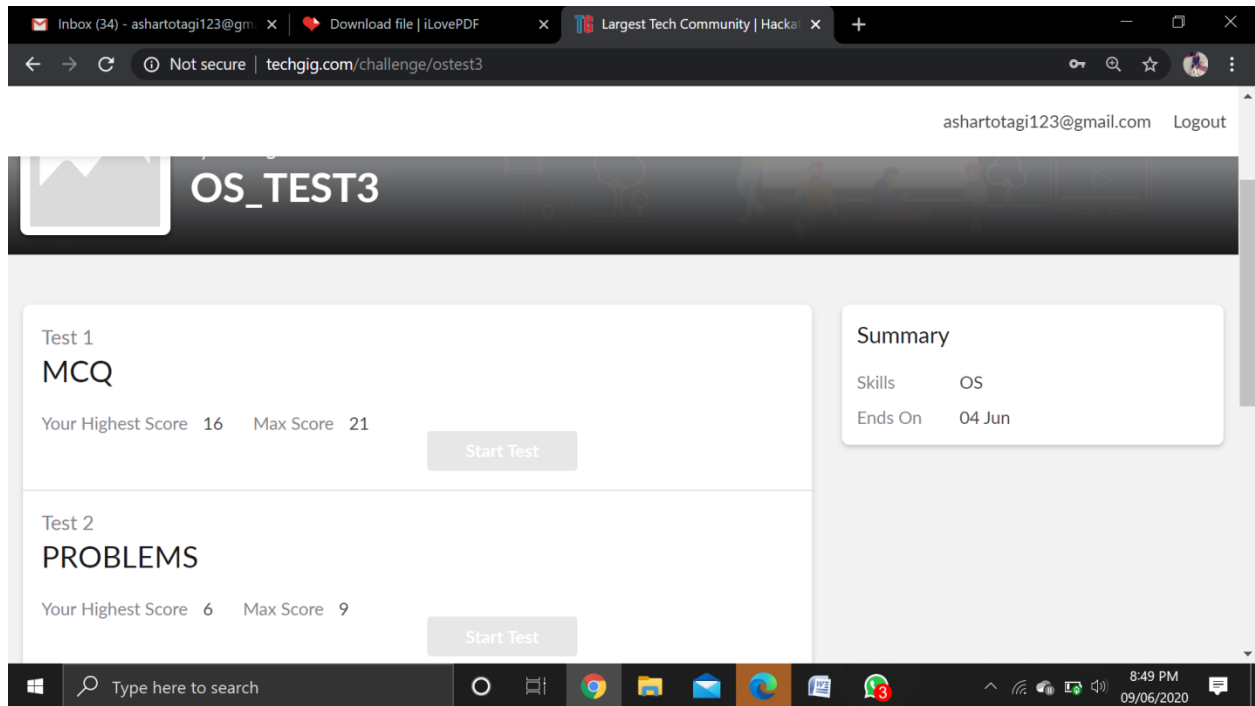 Inbox (34) - ashartotagi123@gm
Download file | iLovePDF
Largest Tech Community | Hacka
Not secure | techgig.com/challenge/ostest3
ashartotagi123@gmail.com Logout
OS_TEST3
Test 1
MCQ
Your Highest Score 16 Max Score 21
Start Test
Summary
Skills OS
Ends On 04 Jun
Test 2
PROBLEMS
Your Highest Score 6 Max Score 9
Start Test
Type here to search
3
8:49 PM
09/06/2020